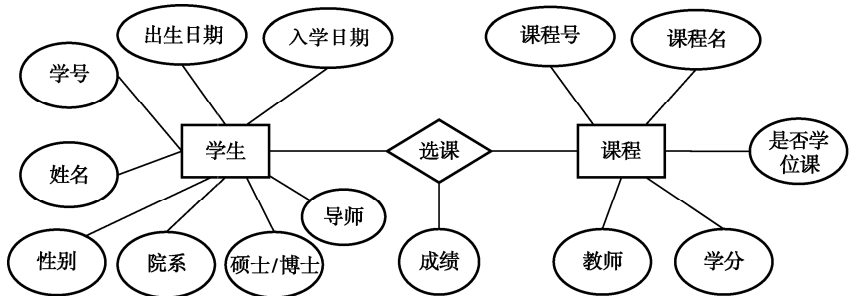 出生日期
入学日期
课程号
课程名
学号
学生
选课
课程
是否学
位课
姓名
导师
性别
院系
硕士/博士
成绩
教师
学分